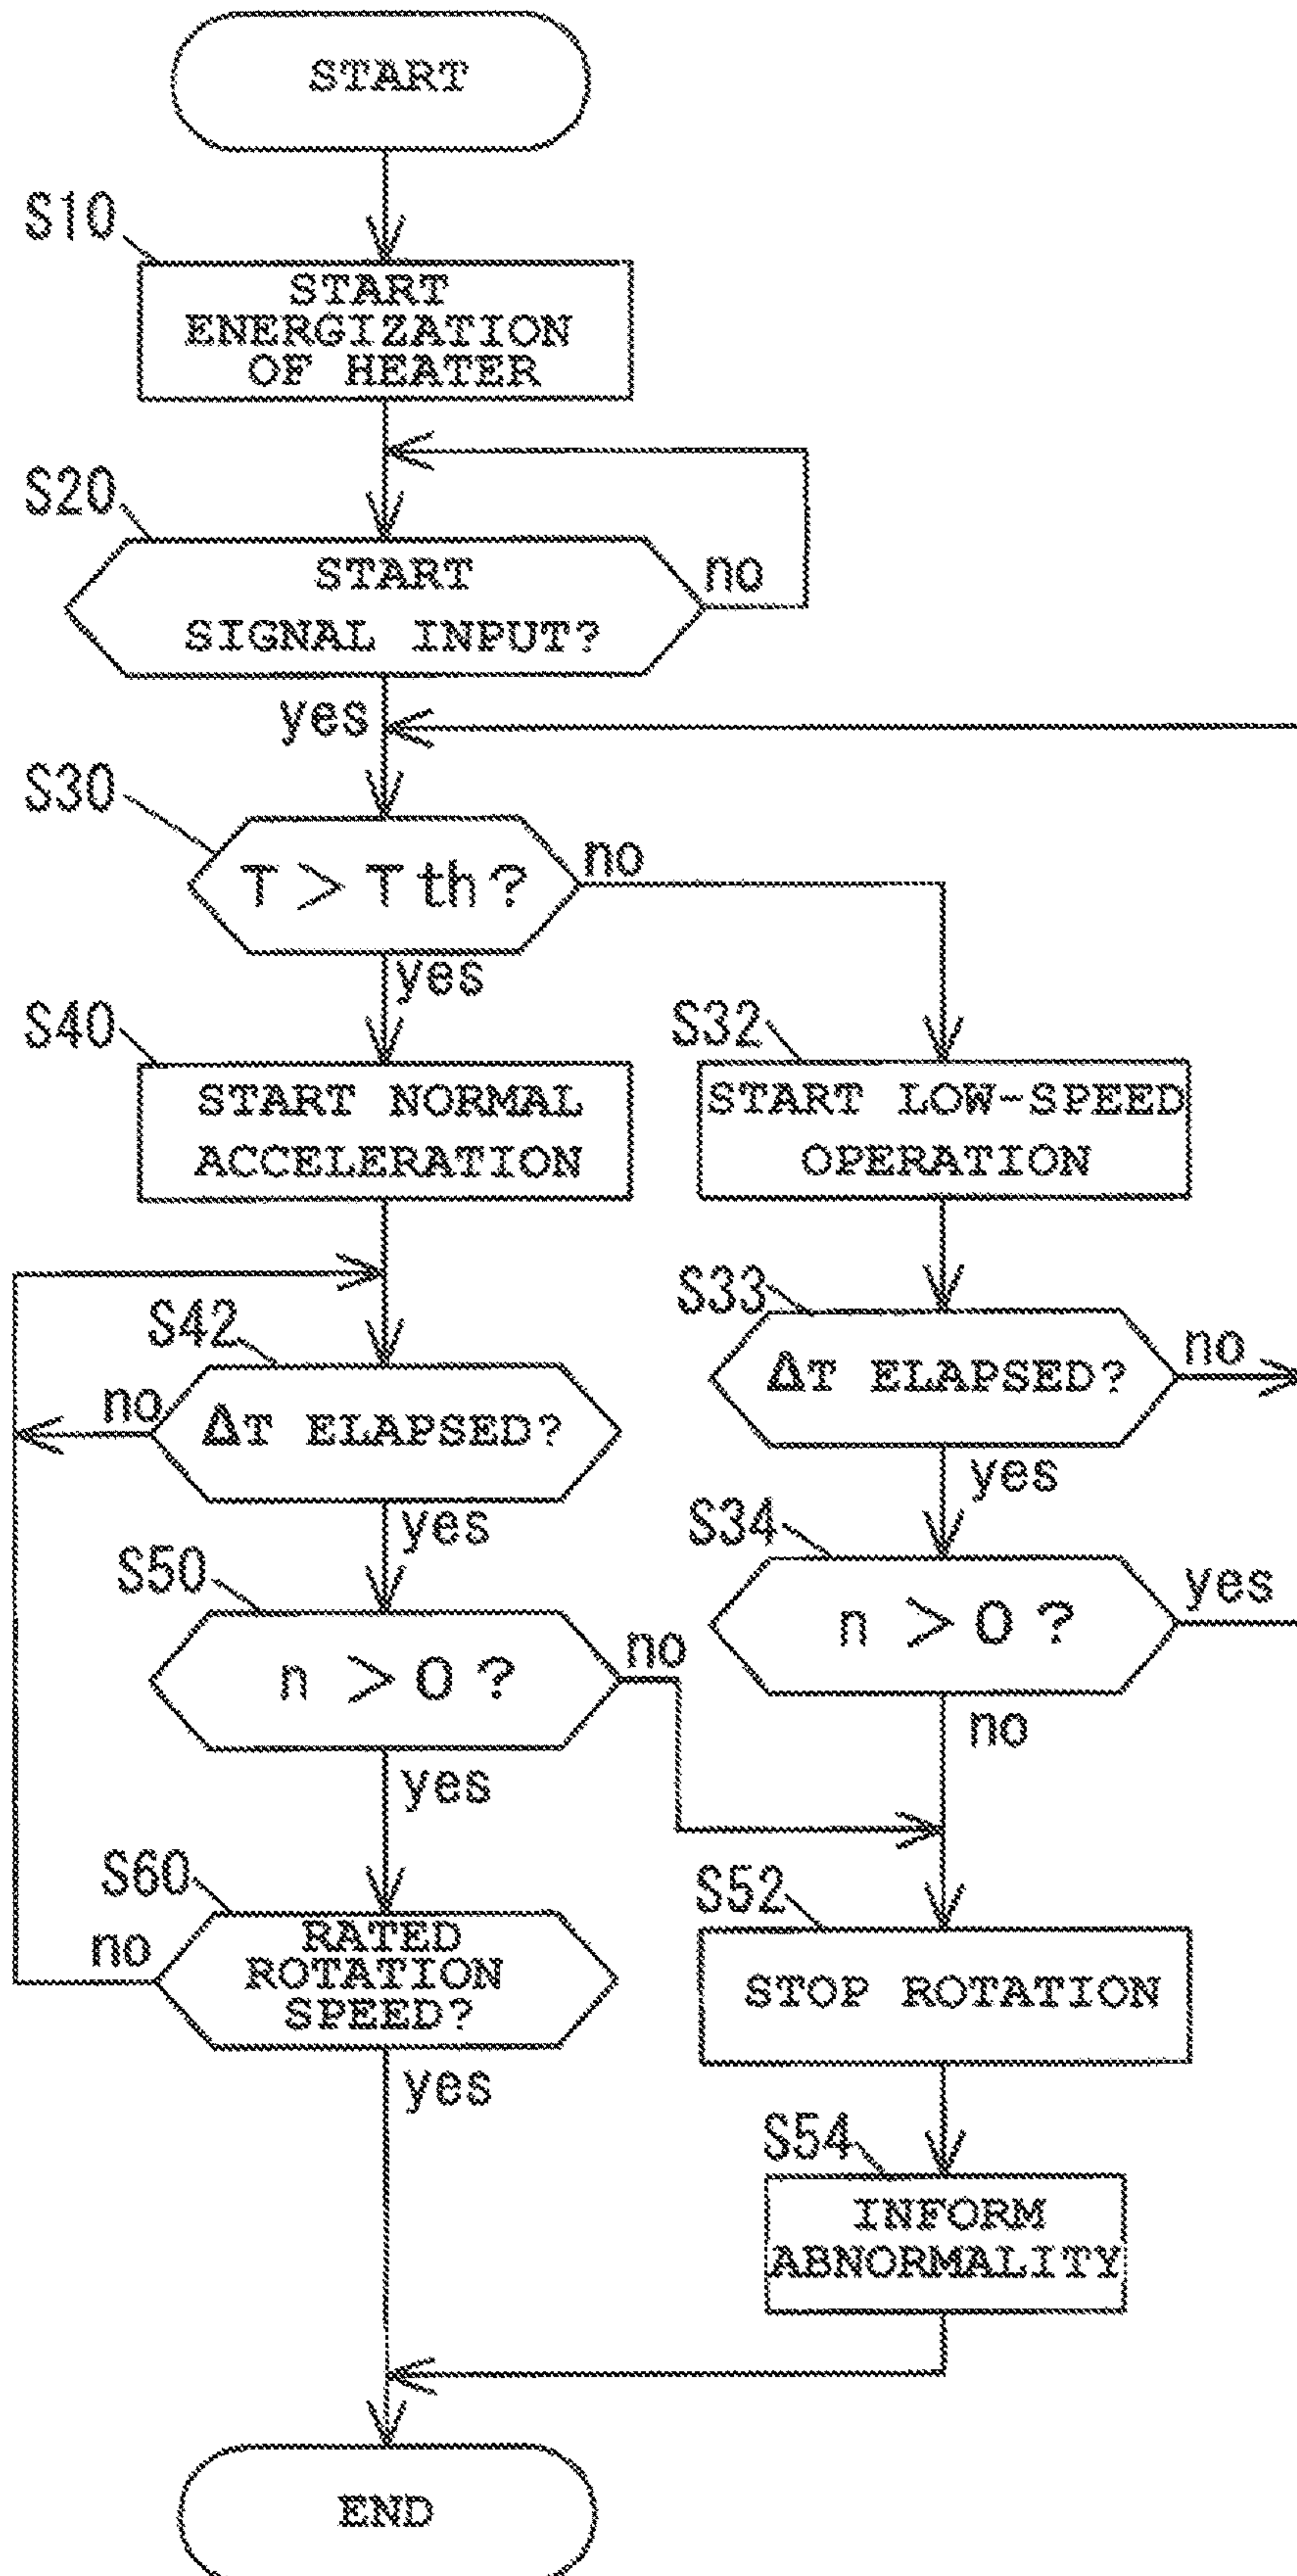 START
S10
START
ENERGIZATION
OF HEATER
S20
START
SIGNAL INPUT?
no
yes
S30
T > Tth?
no
yes
S40
START NORMAL
ACCELERATION
S32
START LOW-SPEED
OPERATION
S42
ΔT ELAPSED?
no
yes
S33
ΔT ELAPSED?
no
yes
S50
n > 0?
no
yes
S34
n > 0?
yes
no
S60
RATED
ROTATION
SPEED?
no
yes
S52
STOP ROTATION
S54
INFORM
ABNORMALITY
END